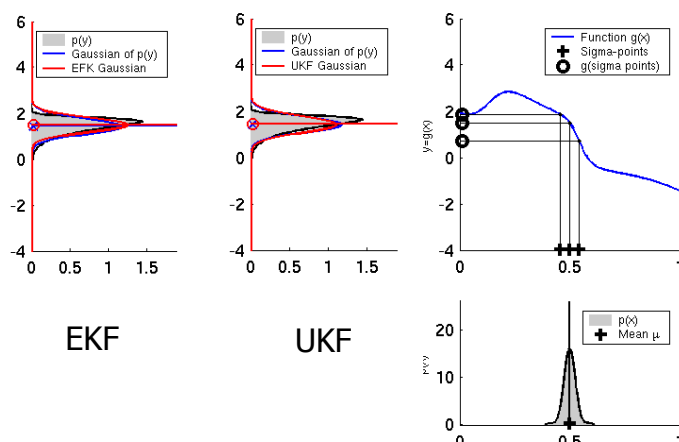 6
4
2
0
−2
−4
p(y)
Gaussian of p(y)
EFK Gaussian
0
0.5
1
1.5
EKF
6
4
2
0
−2
−4
p(y)
Gaussian of p(y)
UKF Gaussian
0
0.5
1
1.5
UKF
6
4
2
0
−2
−4
y=g(x)
Function g(x)
Sigma-points
g(sigma points)
0
0.5
1
20
10
0
p(x)
Mean μ
0
0.5
1